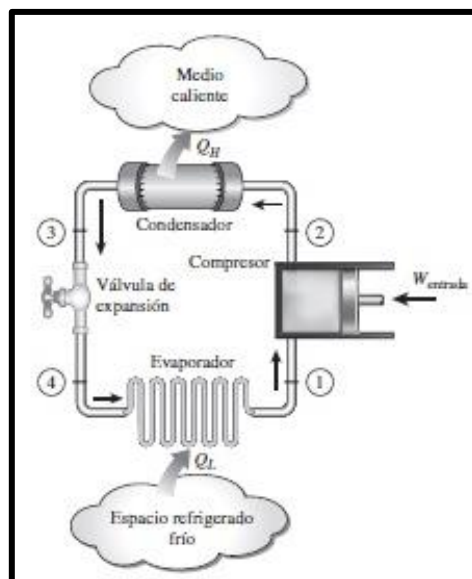 Medio
caliente
Q_H
Condensador
3
2
Compresor
Válvula de
expansión
W_entrada
Evaporador
4
1
Q_L
Espacio refrigerado
frío